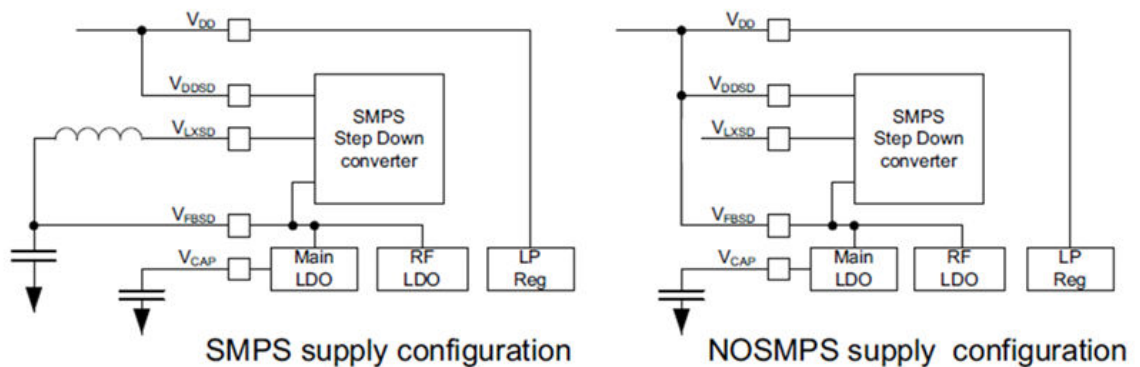 VDD
VDDSD
VLXSD
SMPS
Step Down
converter
VFBSD
VCAP
Main
LDO
RF
LDO
LP
Reg
SMPS supply configuration
VDD
VDDSD
VLXSD
SMPS
Step Down
converter
VFBSD
VCAP
Main
LDO
RF
LDO
LP
Reg
NOSMPS supply configuration